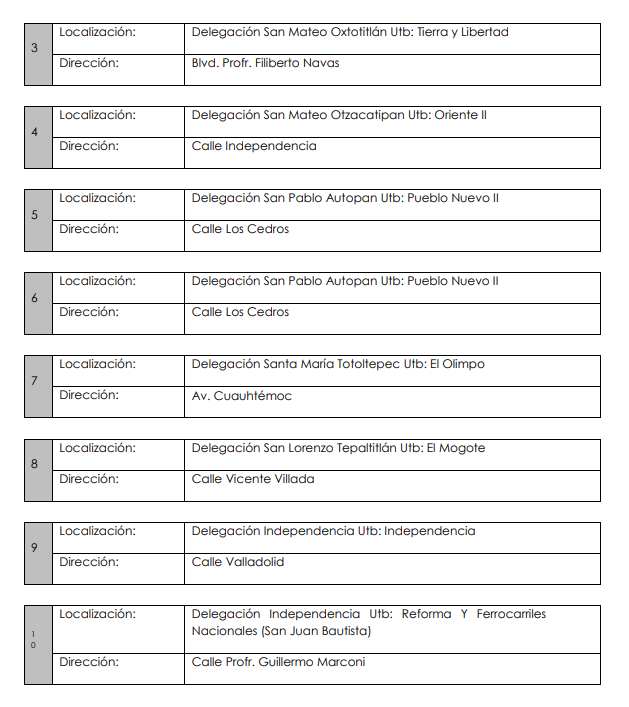 3
Localización: Delegación San Mateo Oxtotitlán Utb: Tierra y Libertad
Dirección: Blvd. Profr. Filiberto Navas
4
Localización: Delegación San Mateo Otzacatipan Utb: Oriente II
Dirección: Calle Independencia
5
Localización: Delegación San Pablo Autopan Utb: Pueblo Nuevo II
Dirección: Calle Los Cedros
6
Localización: Delegación San Pablo Autopan Utb: Pueblo Nuevo II
Dirección: Calle Los Cedros
7
Localización: Delegación Santa María Totoltepec Utb: El Olimpo
Dirección: Av. Cuauhtémoc
8
Localización: Delegación San Lorenzo Tepaltitlán Utb: El Mogote
Dirección: Calle Vicente Villada
9
Localización: Delegación Independencia Utb: Independencia
Dirección: Calle Valladolid
1
0
Localización: Delegación Independencia Utb: Reforma Y Ferrocarriles
Nacionales (San Juan Bautista)
Dirección: Calle Profr. Guillermo Marconi